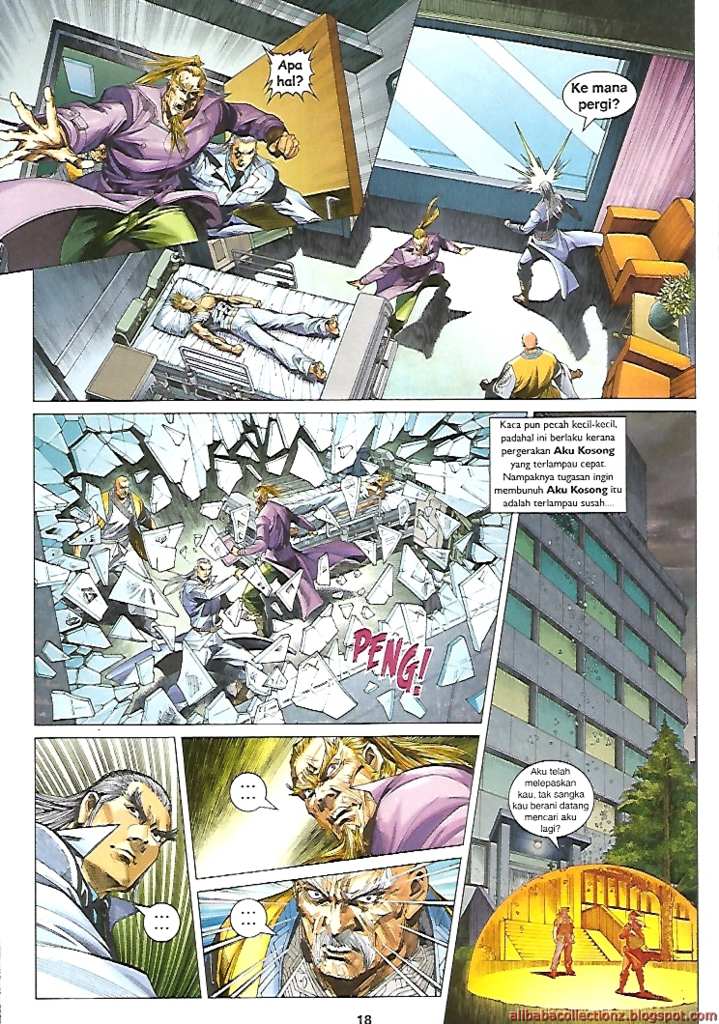 Apa
hal?
Ke mana
pergi?
Kaca pun pecah kecil-kecil,
padahal ini berlaku kerana
pergerakan Aku Kosong
yang terlampau cepat.
Nampaknya tugasan ingin
membunuh Aku Kosong itu
adalah terlampau susah....
PENG!
...
...
...
Aku telah
melepaskan
kau, tak sangka
kau berani datang
mencari aku
lagi?
18
alibabacollectionz.blogspot.com